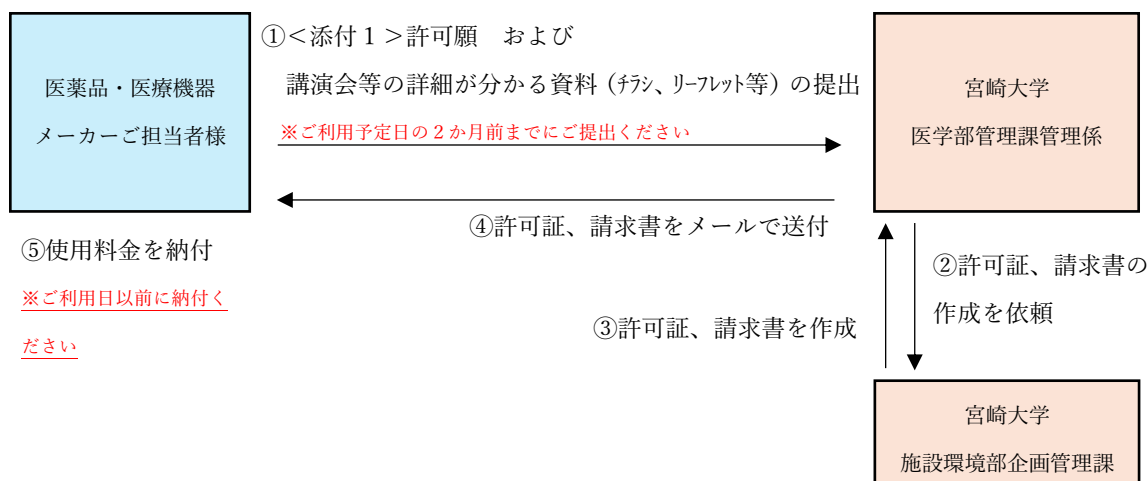 医薬品・医療機器
メーカーご担当者様
①＜添付１＞許可願　および
講演会等の詳細が分かる資料（ﾁﾗｼ、ﾘｰﾌﾚｯﾄ等）の提出
※ご利用予定日の２か月前までにご提出ください
宮崎大学
医学部管理課管理係
④許可証、請求書をメールで送付
⑤使用料金を納付
※ご利用日以前に納付く
ださい
②許可証、請求書の
作成を依頼
③許可証、請求書を作成
宮崎大学
施設環境部企画管理課